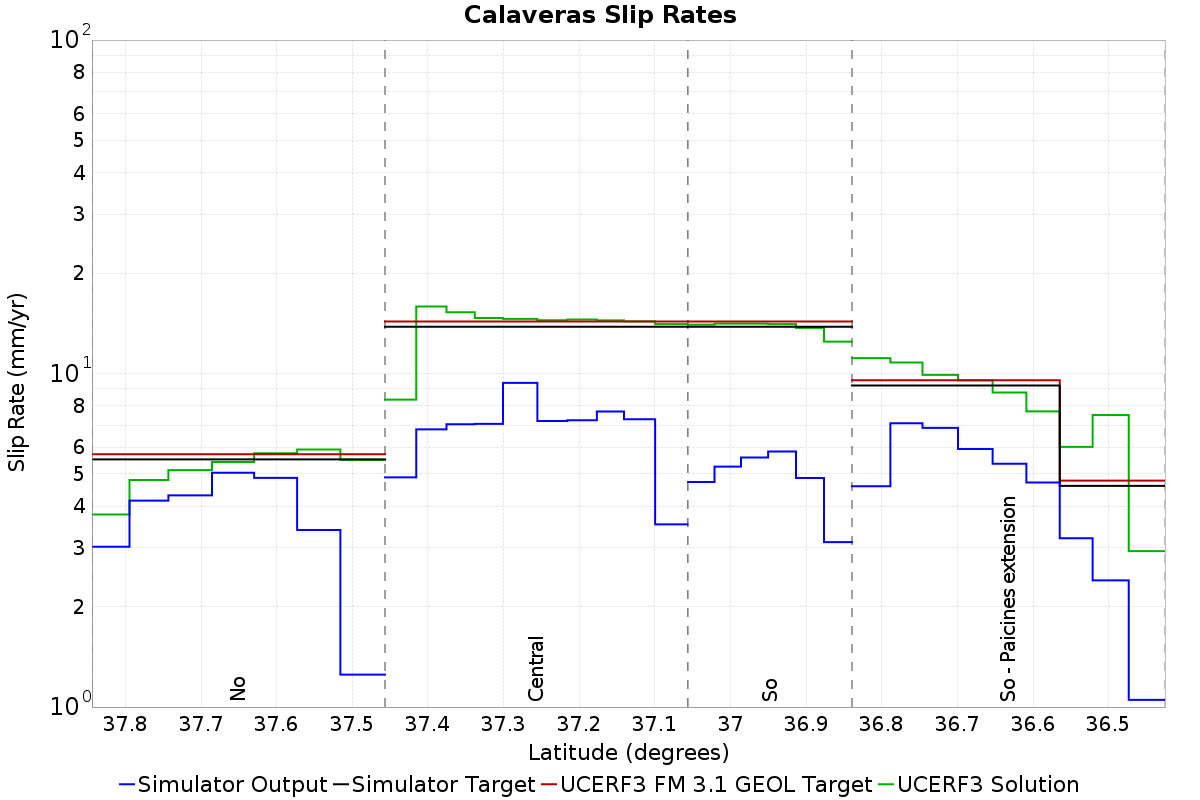 Calaveras Slip Rates
10^2
8
6
5
4
3
2
10^1
8
6
5
4
3
2
10^0
Slip Rate (mm/yr)
No
Central
So
So - Paicines extension
37.8 37.7 37.6 37.5 37.4 37.3 37.2 37.1 37 36.9 36.8 36.7 36.6 36.5
Latitude (degrees)
Simulator Output Simulator Target UCERF3 FM 3.1 GEOL Target UCERF3 Solution